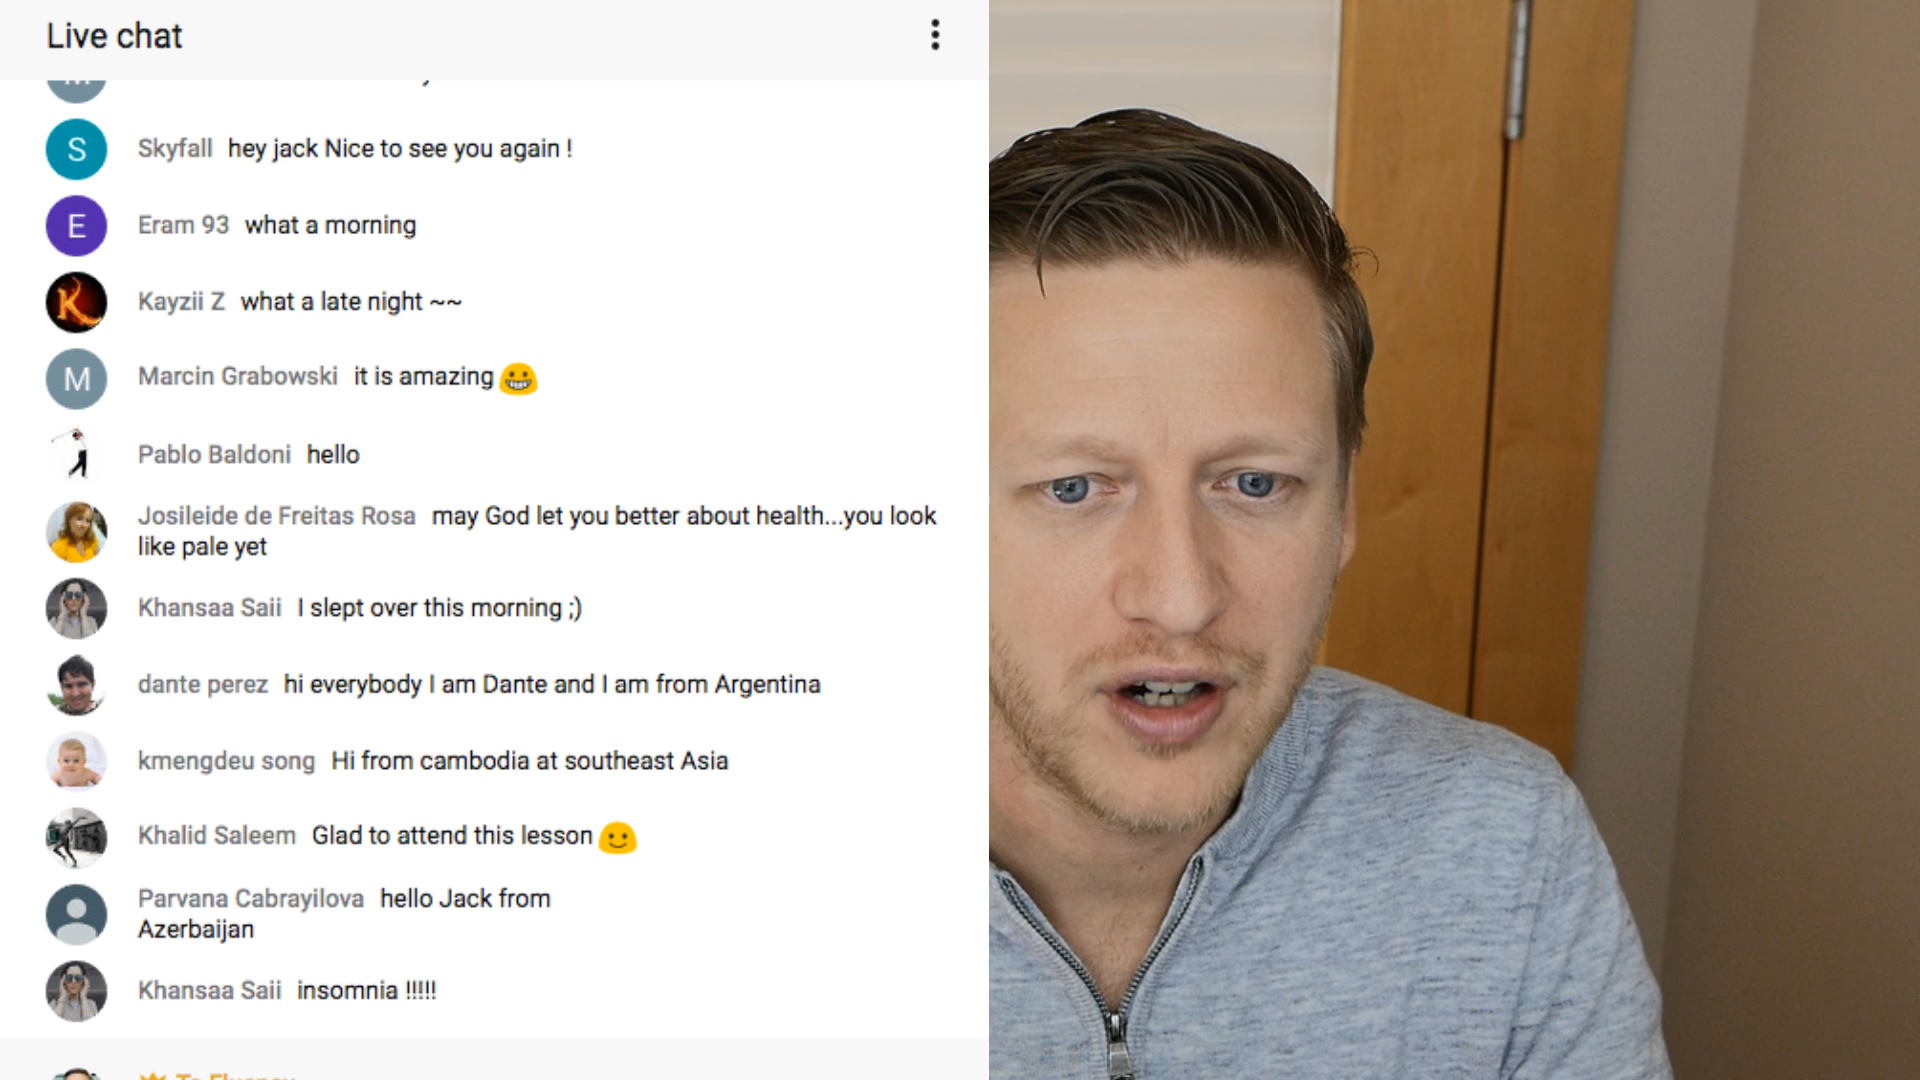 Live chat
S
Skyfall hey jack Nice to see you again !
E
Eram 93 what a morning
K
Kayzii Z what a late night ~~
M
Marcin Grabowski it is amazing
Pablo Baldoni hello
Josileide de Freitas Rosa may God let you better about health...you look
like pale yet
Khansaa Saii I slept over this morning ;)
dante perez hi everybody I am Dante and I am from Argentina
kmengdeu song Hi from cambodia at southeast Asia
Khalid Saleem Glad to attend this lesson
Parvana Cabrayilova hello Jack from
Azerbaijan
Khansaa Saii insomnia !!!!!
To Fluency